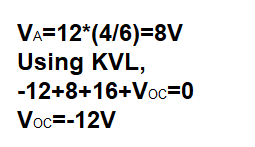 VA=12*(4/6)=8V
Using KVL,
-12+8+16+Voc=0
Voc=-12V